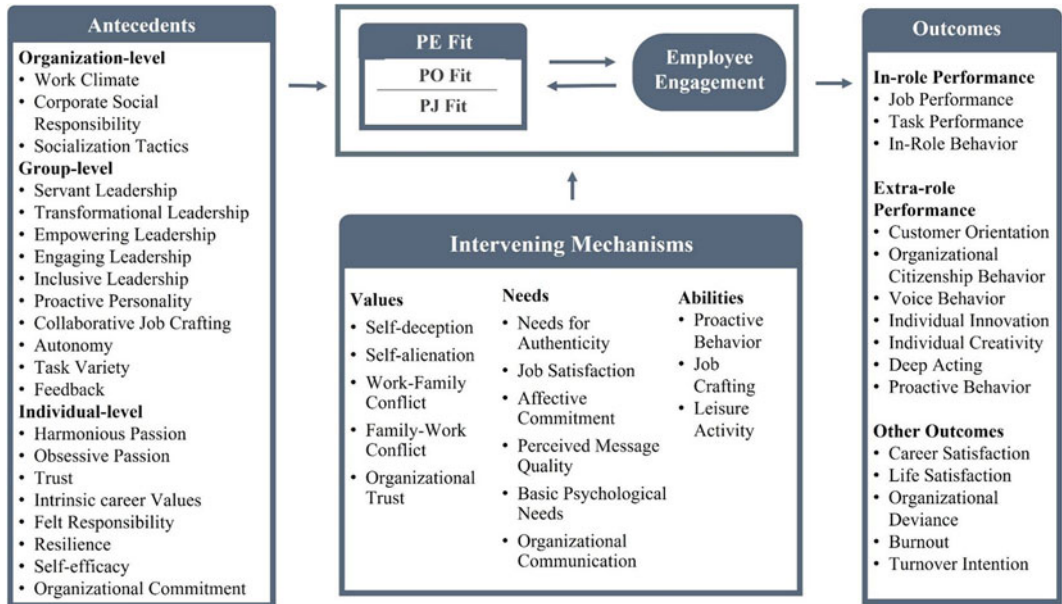 Antecedents
Organization-level
• Work Climate
• Corporate Social
Responsibility
• Socialization Tactics
Group-level
• Servant Leadership
• Transformational Leadership
• Empowering Leadership
• Engaging Leadership
• Inclusive Leadership
• Proactive Personality
• Collaborative Job Crafting
• Autonomy
• Task Variety
• Feedback
Individual-level
• Harmonious Passion
• Obsessive Passion
• Trust
• Intrinsic career Values
• Felt Responsibility
• Resilience
• Self-efficacy
• Organizational Commitment
PE Fit
PO Fit
PJ Fit
Employee
Engagement
Intervening Mechanisms
Values
• Self-deception
• Self-alienation
• Work-Family
Conflict
• Family-Work
Conflict
• Organizational
Trust
Needs
• Needs for
Authenticity
• Job Satisfaction
• Affective
Commitment
• Perceived Message
Quality
• Basic Psychological
Needs
• Organizational
Communication
Abilities
• Proactive
Behavior
• Job
Crafting
• Leisure
Activity
Outcomes
In-role Performance
• Job Performance
• Task Performance
• In-Role Behavior
Extra-role
Performance
• Customer Orientation
• Organizational
Citizenship Behavior
• Voice Behavior
• Individual Innovation
• Individual Creativity
• Deep Acting
• Proactive Behavior
Other Outcomes
• Career Satisfaction
• Life Satisfaction
• Organizational
Deviance
• Burnout
• Turnover Intention